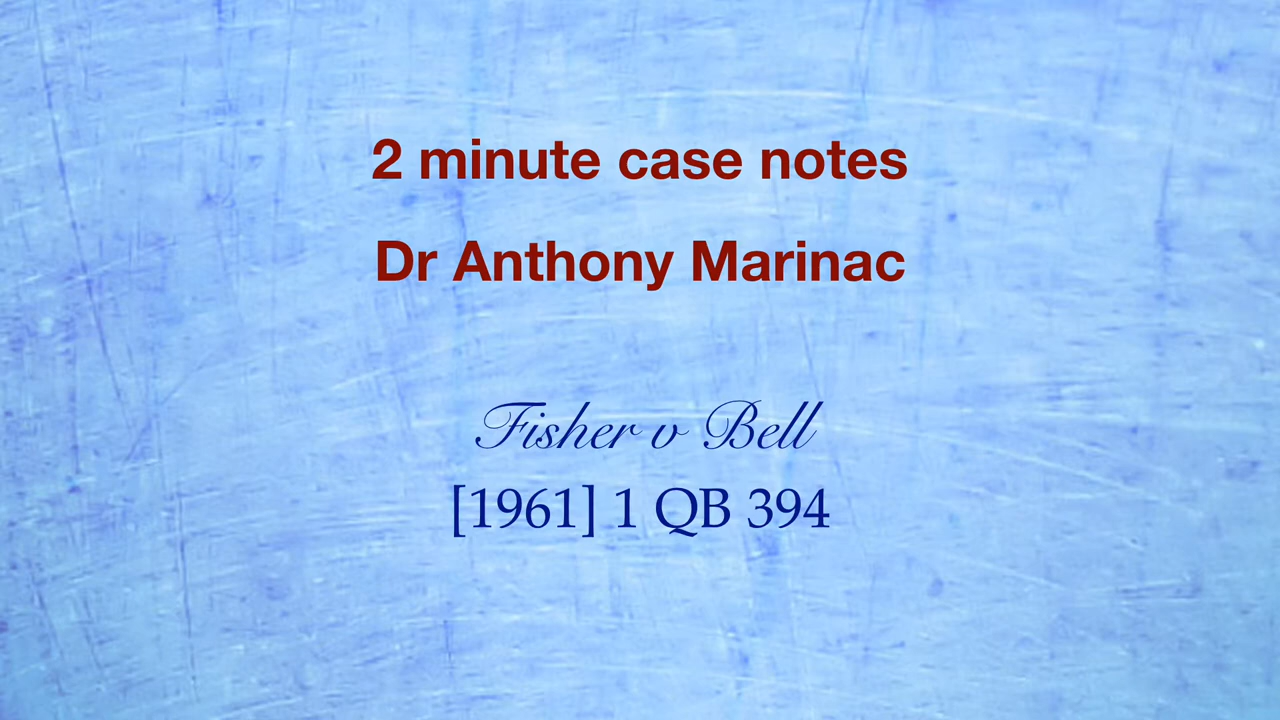 2 minute case notes
Dr Anthony Marinac
Fisher v Bell
[1961] 1 QB 394